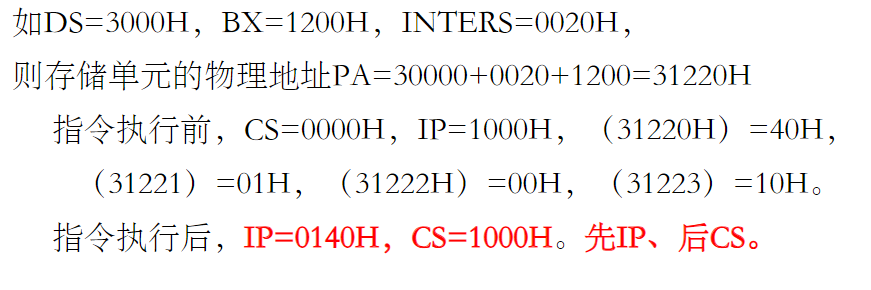 如DS=3000H，BX=1200H，INTERS=0020H，
则存储单元的物理地址PA=30000+0020+1200=31220H
指令执行前，CS=0000H，IP=1000H，（31220H）=40H，
（31221）=01H，（31222H）=00H，（31223）=10H。
指令执行后，IP=0140H，CS=1000H。先IP、后CS。